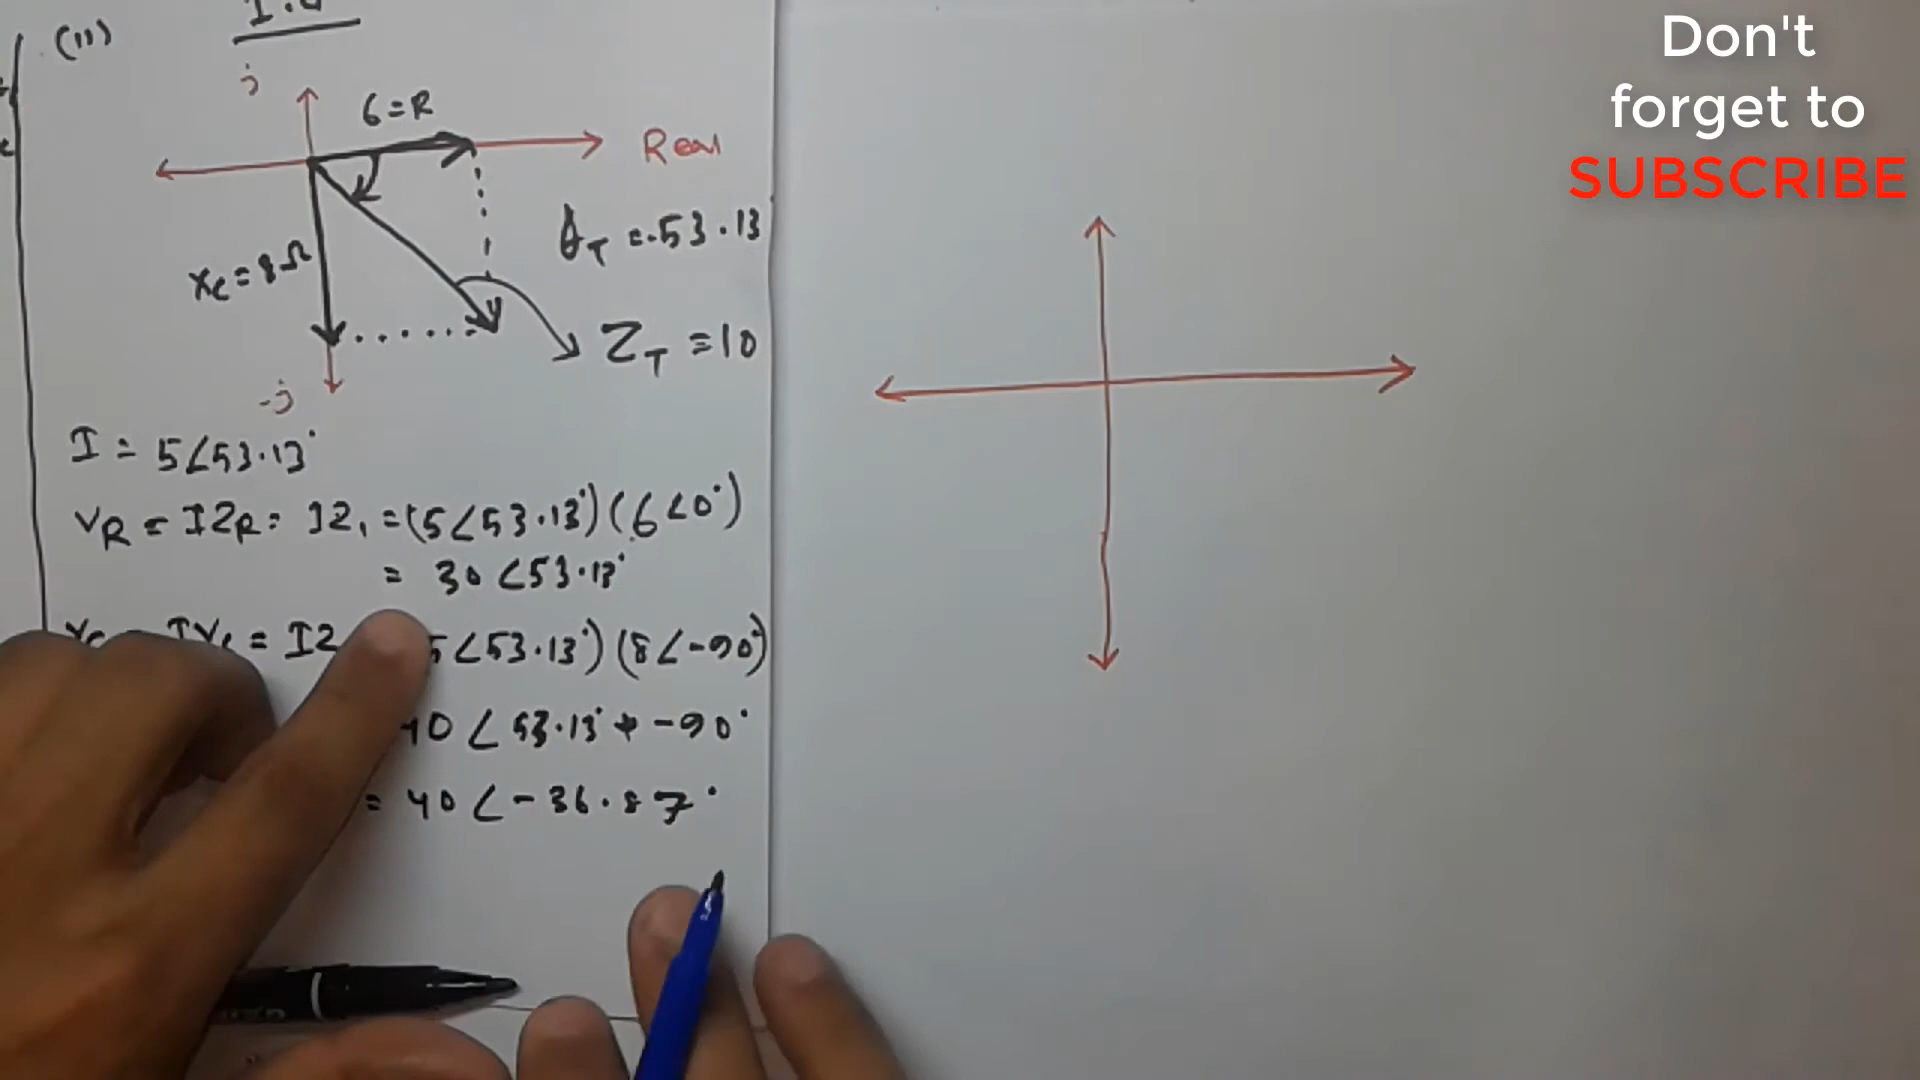 (11)
j
6=R
Real
θT =-53.13
Xc=8Ω
ZT =10
-j
I = 5∠53.13°
VR = IZR = IZ1 =(5∠53.13°)(6∠0°)
= 30∠53.13°
= IZ 5∠53.13°)(8∠-90°)
40∠53.13°+-90°
= 40∠-36.87°
Don't
forget to
SUBSCRIBE